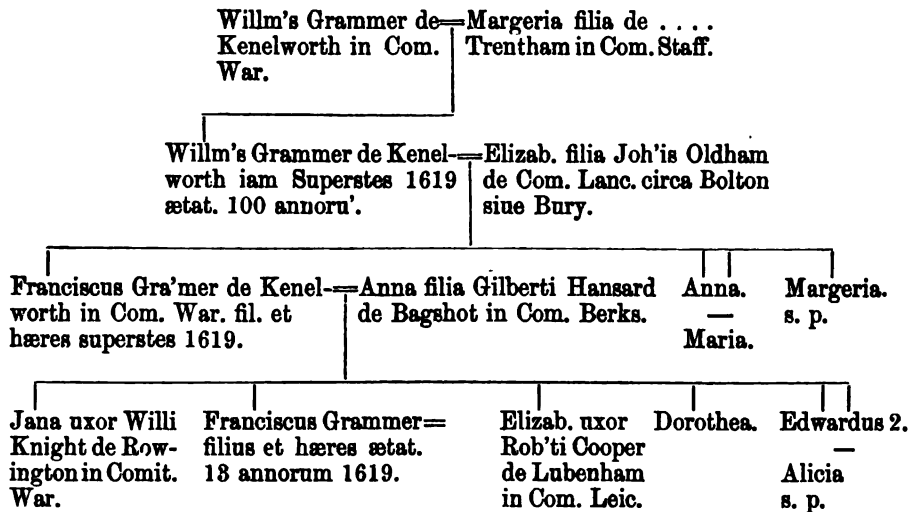 Willm's Grammer de═Margeria filia de . . . .
Kenelworth in Com. Trentham in Com. Staff.
War.
Willm's Grammer de Kenel-═Elizab. filia Joh'is Oldham
worth iam Superstes 1619 de Com. Lanc. circa Bolton
ætat. 100 annoru'. siue Bury.
Franciscus Gra'mer de Kenel-═Anna filia Gilberti Hansard Anna. Margeria.
worth in Com. War. fil. et de Bagshot in Com. Berks. — s. p.
hæres superstes 1619. Maria.
Jana uxor Willi Franciscus Grammer═ Elizab. uxor Dorothea. Edwardus 2.
Knight de Row- filius et hæres ætat. Rob'ti Cooper —
ington in Comit. 13 annorum 1619. de Lubenham Alicia
War. in Com. Leic. s. p.